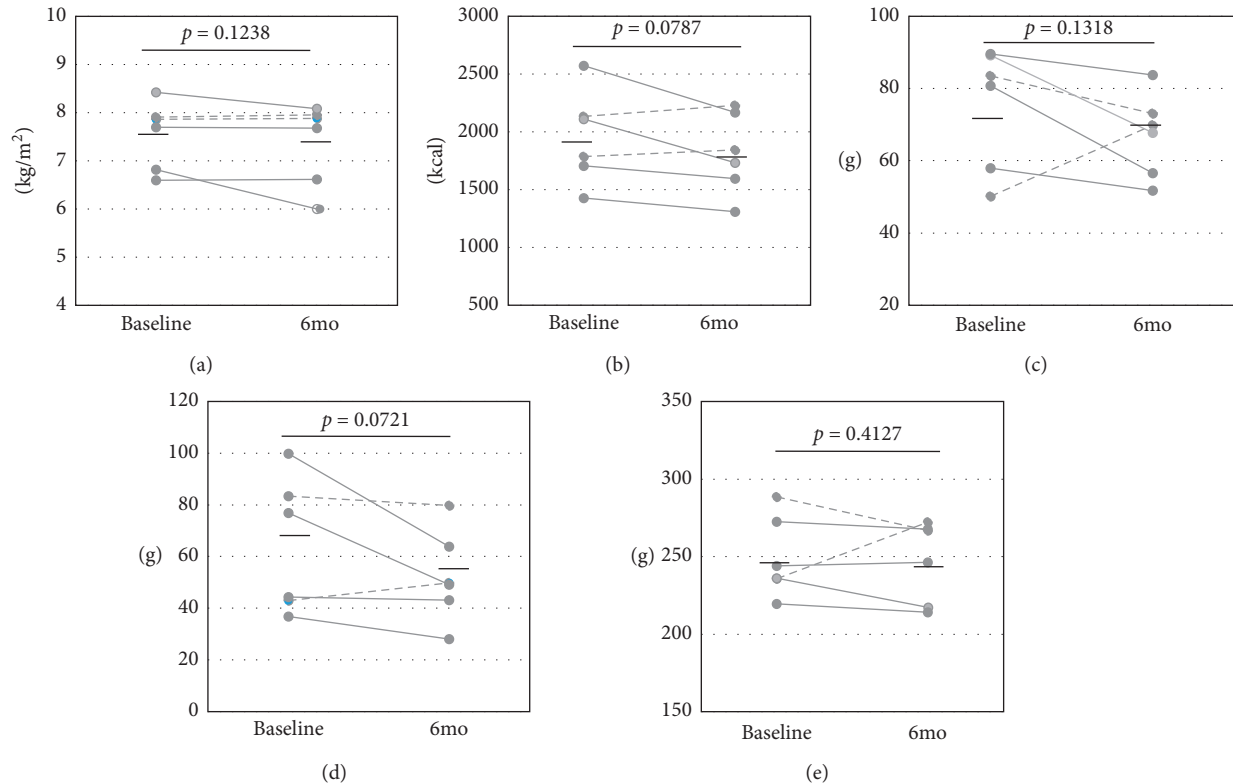 10
9
8
7
6
5
4
(kg/m²)
p = 0.1238
Baseline
6mo
(a)
3000
2500
2000
1500
1000
500
(kcal)
p = 0.0787
Baseline
6mo
(b)
100
80
60
40
20
(g)
p = 0.1318
Baseline
6mo
(c)
120
100
80
60
40
20
0
(g)
p = 0.0721
Baseline
6mo
(d)
350
300
250
200
150
(g)
p = 0.4127
Baseline
6mo
(e)